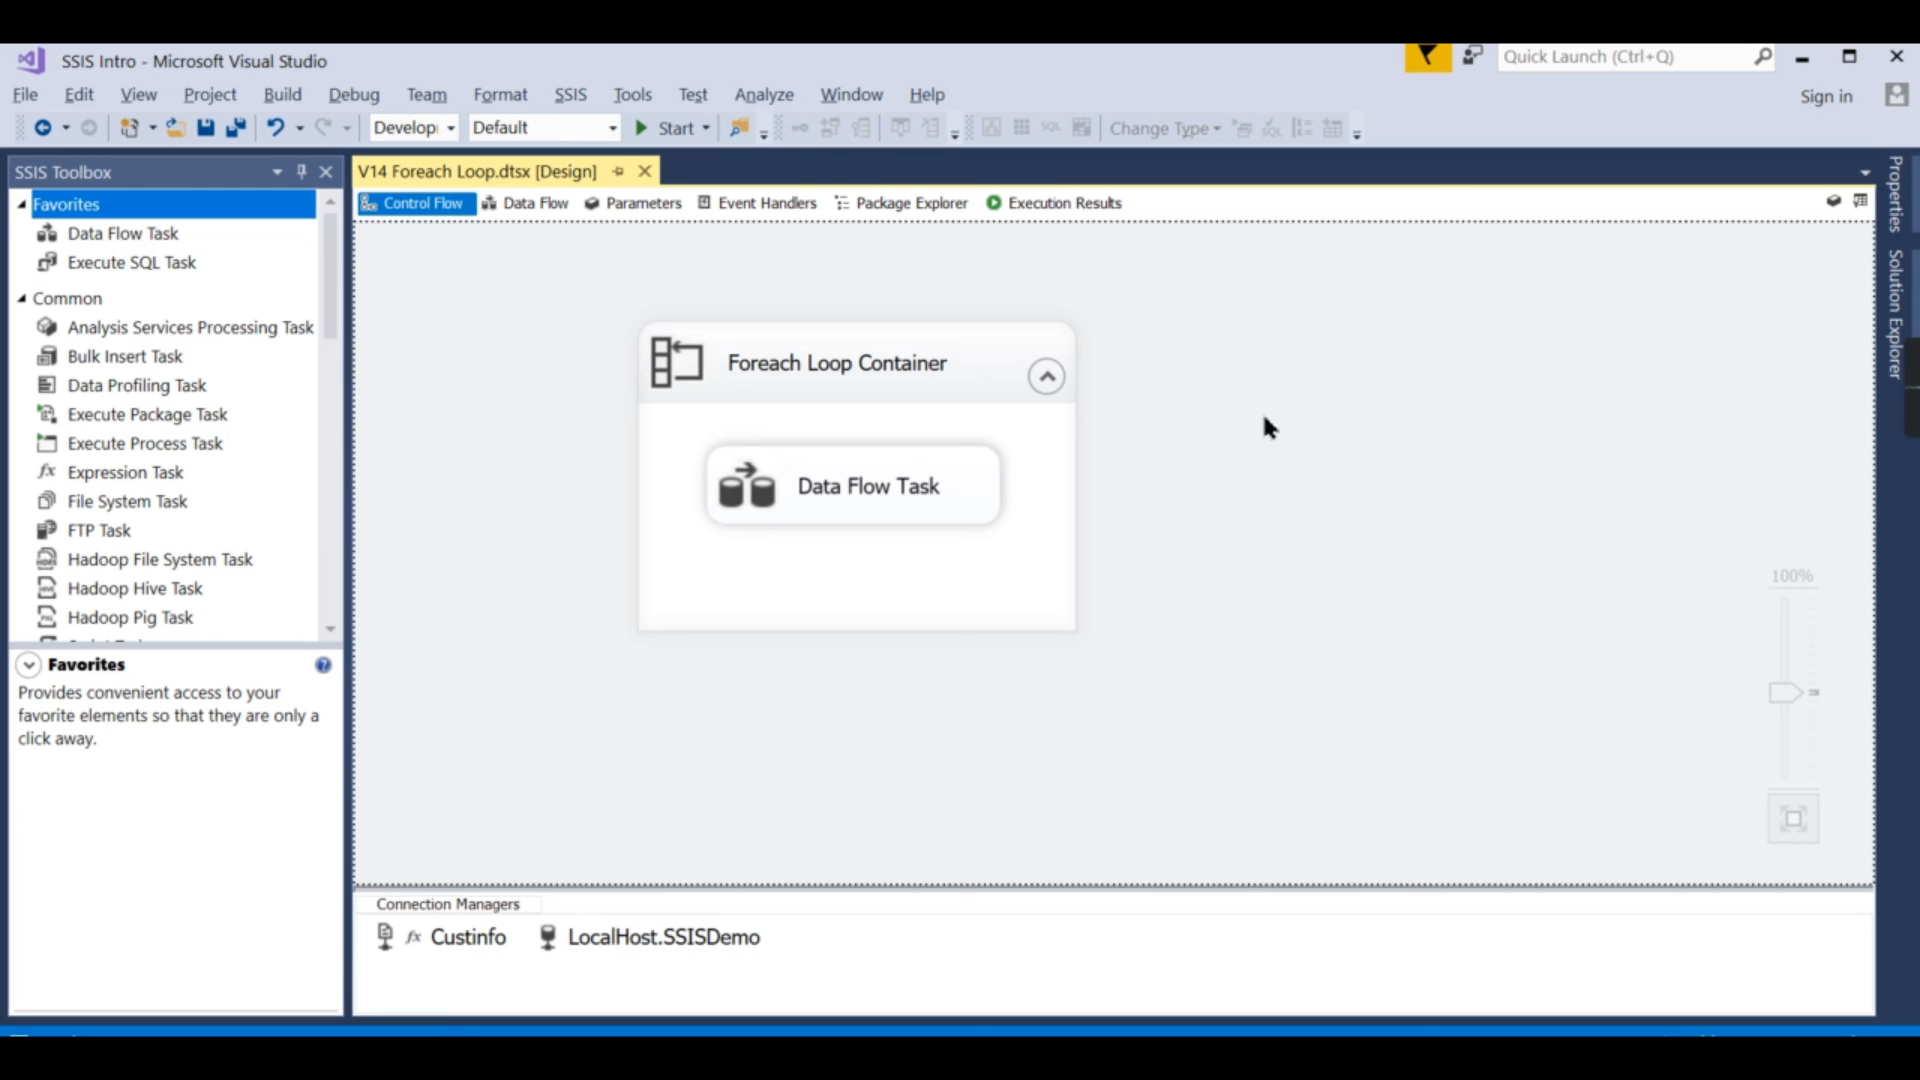 SSIS Intro - Microsoft Visual Studio
Quick Launch (Ctrl+Q)
File Edit View Project Build Debug Team Format SSIS Tools Test Analyze Window Help
Sign in
Develop Default Start Change Type
SSIS Toolbox
V14 Foreach Loop.dtsx [Design]
Favorites
Control Flow Data Flow Parameters Event Handlers Package Explorer Execution Results
Data Flow Task
Execute SQL Task
Common
Analysis Services Processing Task
Bulk Insert Task
Data Profiling Task
Execute Package Task
Execute Process Task
Expression Task
File System Task
FTP Task
Hadoop File System Task
Hadoop Hive Task
Hadoop Pig Task
Favorites
Provides convenient access to your
favorite elements so that they are only a
click away.
Foreach Loop Container
Data Flow Task
100%
Connection Managers
fx Custinfo LocalHost.SSISDemo
Properties
Solution Explorer